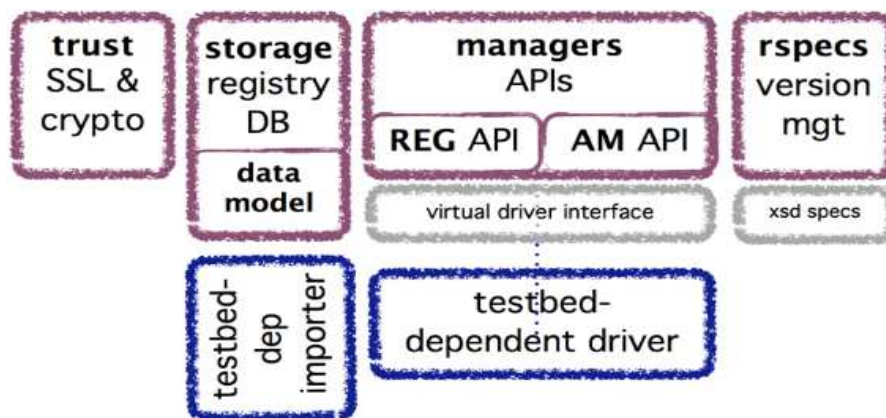 trust
SSL &
crypto
storage
registry
DB
data
model
managers
APIs
REG API
AM API
rspecs
version
mgt
virtual driver interface
xsd specs
testbed-
dep
importer
testbed-
dependent driver